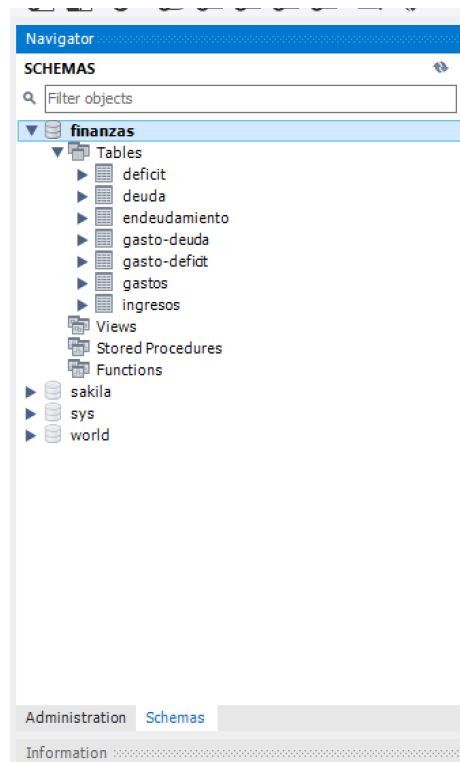 Navigator
SCHEMAS
Filter objects
finanzas
Tables
deficit
deuda
endeudamiento
gasto-deuda
gasto-deficit
gastos
ingresos
Views
Stored Procedures
Functions
sakila
sys
world
Administration Schemas
Information